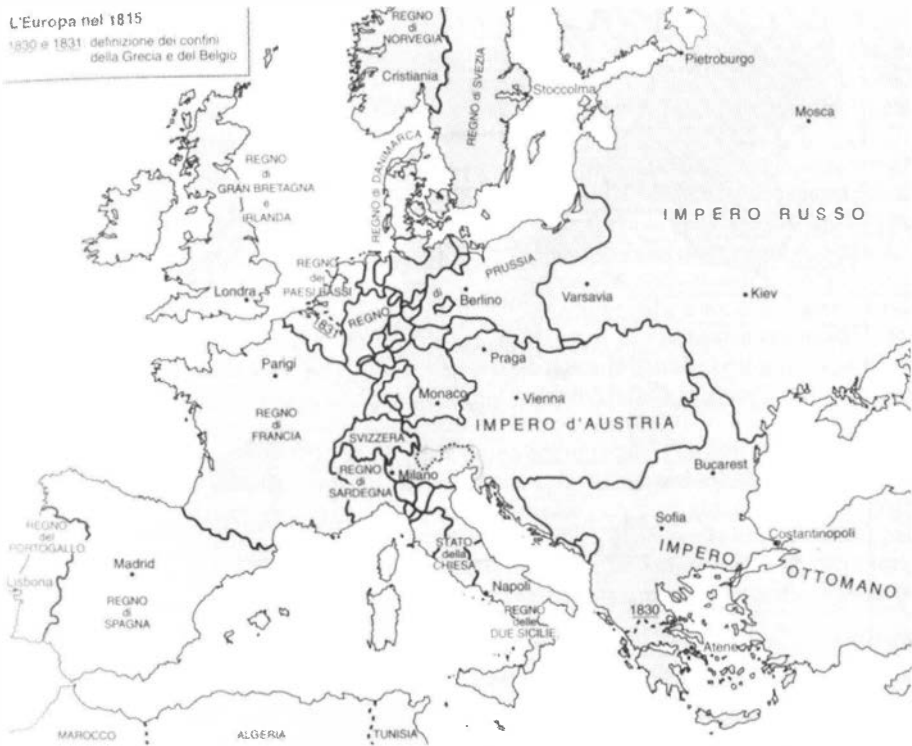 L'Europa nel 1815
1830 e 1831: definizione dei confini
della Grecia e del Belgio
REGNO
di
NORVEGIA
Cristiania
REGNO di SVEZIA
Stoccolma
Pietroburgo
Mosca
REGNO
di
GRAN BRETAGNA
e
IRLANDA
REGNO di DANIMARCA
IMPERO RUSSO
Londra
REGNO
dei
PAESI BASSI
1831
REGNO
di
PRUSSIA
Berlino
Varsavia
Kiev
Parigi
REGNO
di
FRANCIA
Praga
Monaco
Vienna
IMPERO d'AUSTRIA
SVIZZERA
REGNO
di
SARDEGNA
Milano
Bucarest
REGNO
del
PORTOGALLO
Lisbona
Madrid
REGNO
di
SPAGNA
STATO
della
CHIESA
Napoli
REGNO
delle
DUE SICILIE
Sofia
IMPERO
OTTOMANO
Costantinopoli
1830
Atene
MAROCCO
ALGERIA
TUNISIA